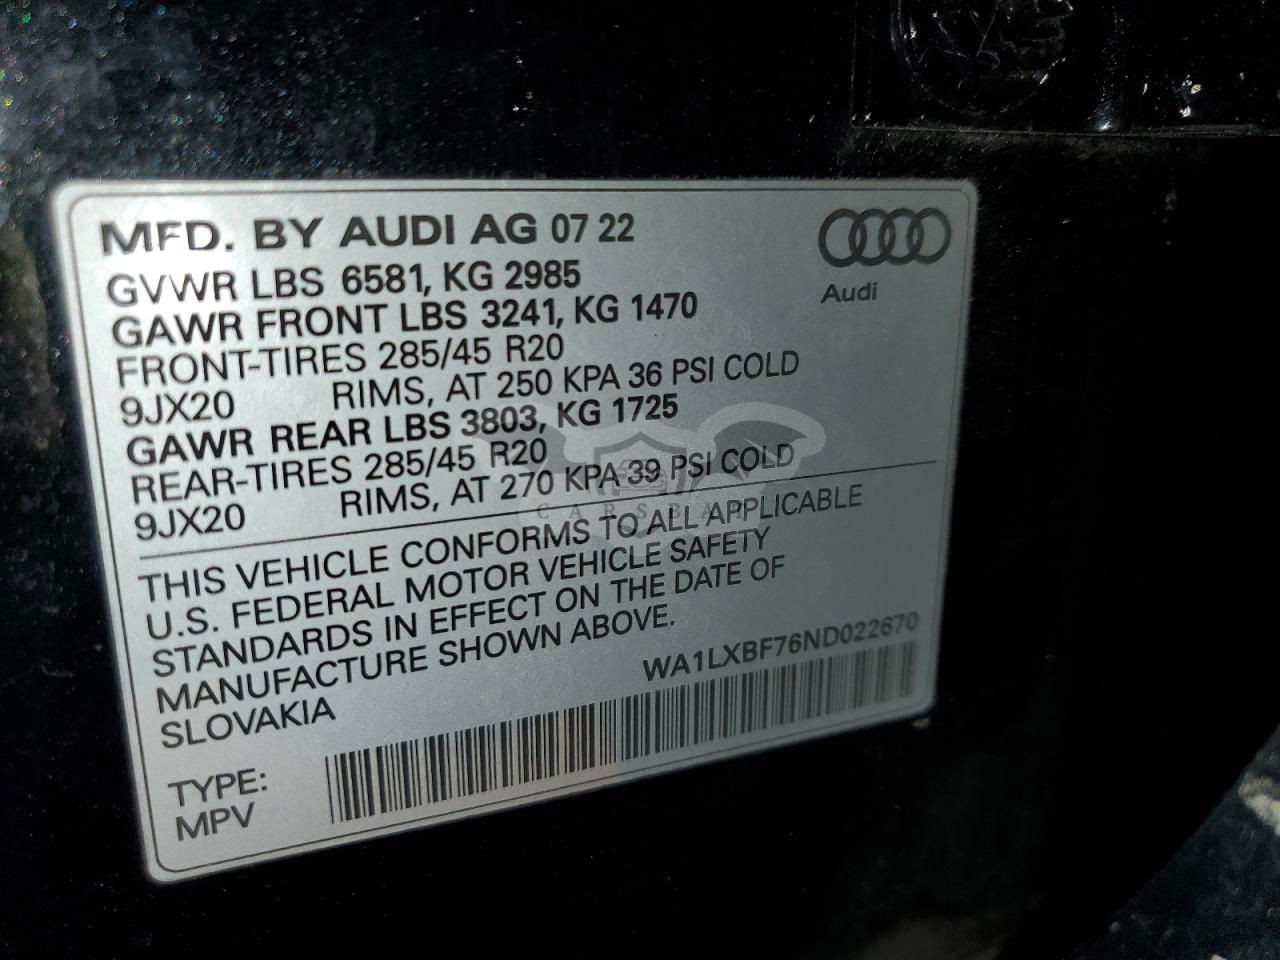 MFD. BY AUDI AG 07 22
GVWR LBS 6581, KG 2985
GAWR FRONT LBS 3241, KG 1470
FRONT-TIRES 285/45 R20
9JX20 RIMS, AT 250 KPA 36 PSI COLD
GAWR REAR LBS 3803, KG 1725
REAR-TIRES 285/45 R20
9JX20 RIMS, AT 270 KPA 39 PSI COLD
THIS VEHICLE CONFORMS TO ALL APPLICABLE
U.S. FEDERAL MOTOR VEHICLE SAFETY
STANDARDS IN EFFECT ON THE DATE OF
MANUFACTURE SHOWN ABOVE.
SLOVAKIA
WA1LXBF76ND022670
TYPE:
MPV
Audi